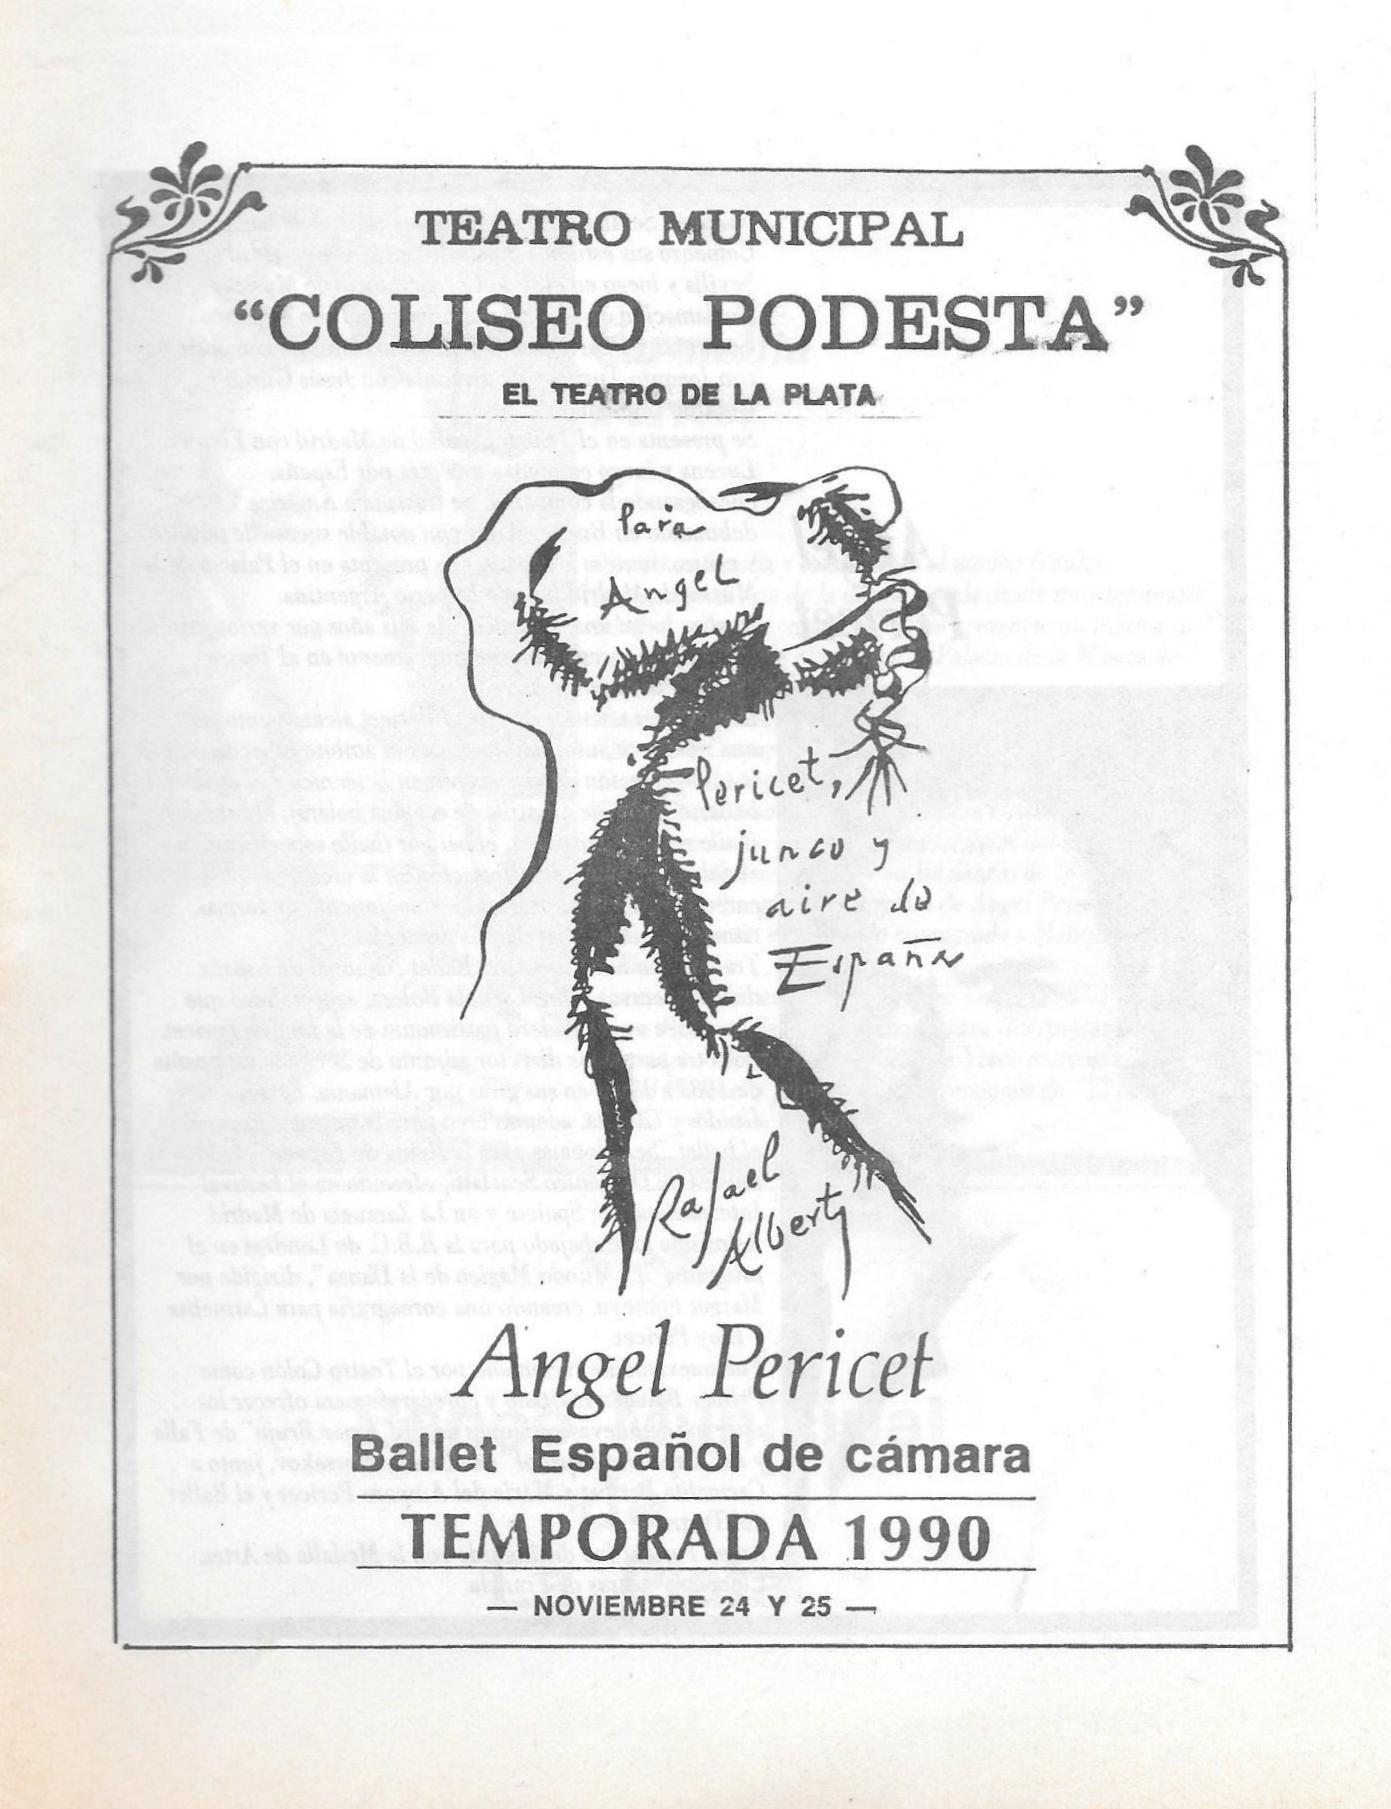 TEATRO MUNICIPAL
“COLISEO PODESTA”
EL TEATRO DE LA PLATA
Para
Angel
Pericet,
junco y
aire de
España
Rafael
Alberti
Angel Pericet
Ballet Español de cámara
TEMPORADA 1990
— NOVIEMBRE 24 Y 25 —